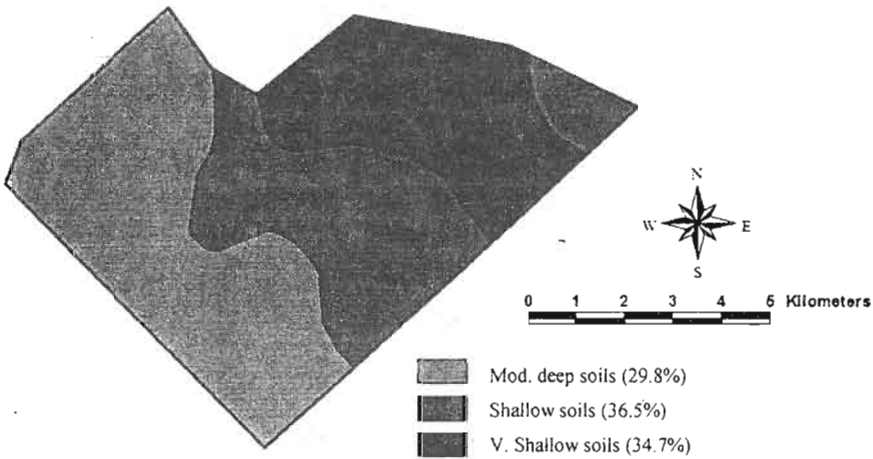 N
W E
S
0 1 2 3 4 5 Kilometers
Mod. deep soils (29.8%)
Shallow soils (36.5%)
V. Shallow soils (34.7%)